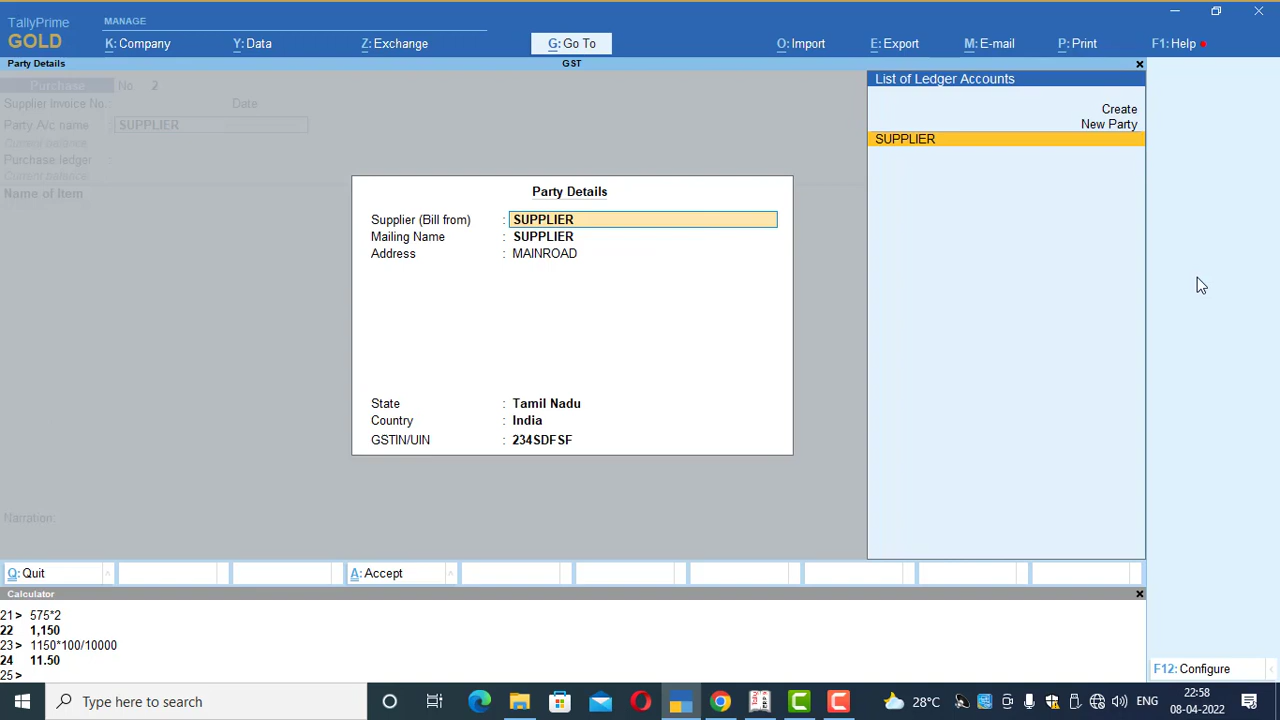 TallyPrime
GOLD
MANAGE
K: Company
Y: Data
Z: Exchange
G: Go To
O: Import
E: Export
M: E-mail
P: Print
F1: Help
Party Details
GST
Purchase No. 2
Supplier Invoice No.: Date
Party A/c name : SUPPLIER
Current balance :
Purchase ledger :
Current balance :
Name of Item
Narration:
Party Details
Supplier (Bill from) : SUPPLIER
Mailing Name : SUPPLIER
Address : MAINROAD
State : Tamil Nadu
Country : India
GSTIN/UIN : 234SDFSF
List of Ledger Accounts
Create
New Party
SUPPLIER
Q: Quit
A: Accept
F12: Configure
Calculator
21> 575*2
22 1,150
23> 1150*100/10000
24 11.50
25>
Type here to search
28°C
ENG
22:58
08-04-2022